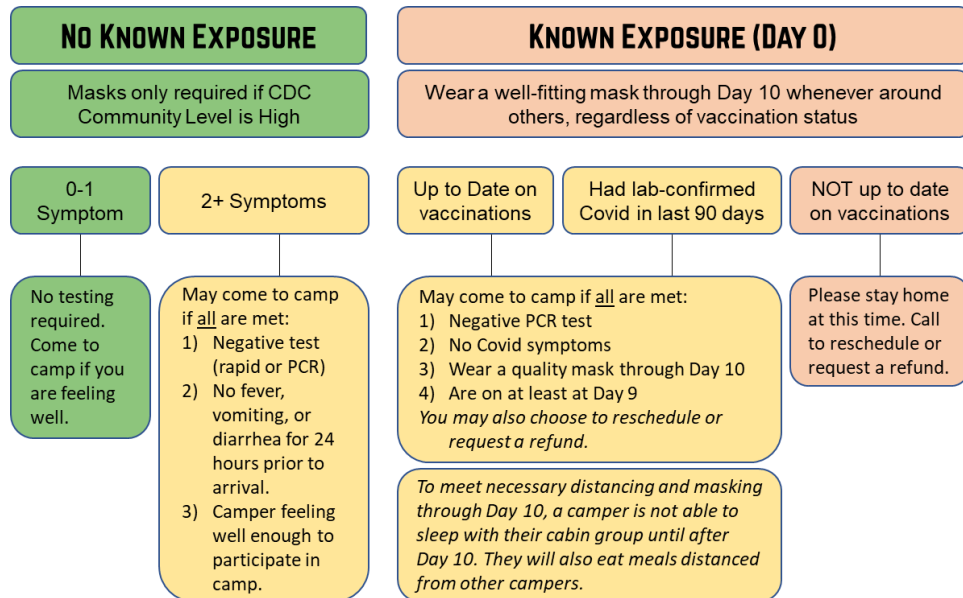 NO KNOWN EXPOSURE
Masks only required if CDC
Community Level is High
0-1
Symptom
No testing
required.
Come to
camp if you
are feeling
well.
2+ Symptoms
May come to camp
if all are met:
1) Negative test
(rapid or PCR)
2) No fever,
vomiting, or
diarrhea for 24
hours prior to
arrival.
3) Camper feeling
well enough to
participate in
camp.
KNOWN EXPOSURE (DAY 0)
Wear a well-fitting mask through Day 10 whenever around
others, regardless of vaccination status
Up to Date on
vaccinations
Had lab-confirmed
Covid in last 90 days
May come to camp if all are met:
1) Negative PCR test
2) No Covid symptoms
3) Wear a quality mask through Day 10
4) Are on at least at Day 9
You may also choose to reschedule or
request a refund.
To meet necessary distancing and masking
through Day 10, a camper is not able to
sleep with their cabin group until after
Day 10. They will also eat meals distanced
from other campers.
NOT up to date
on vaccinations
Please stay home
at this time. Call
to reschedule or
request a refund.